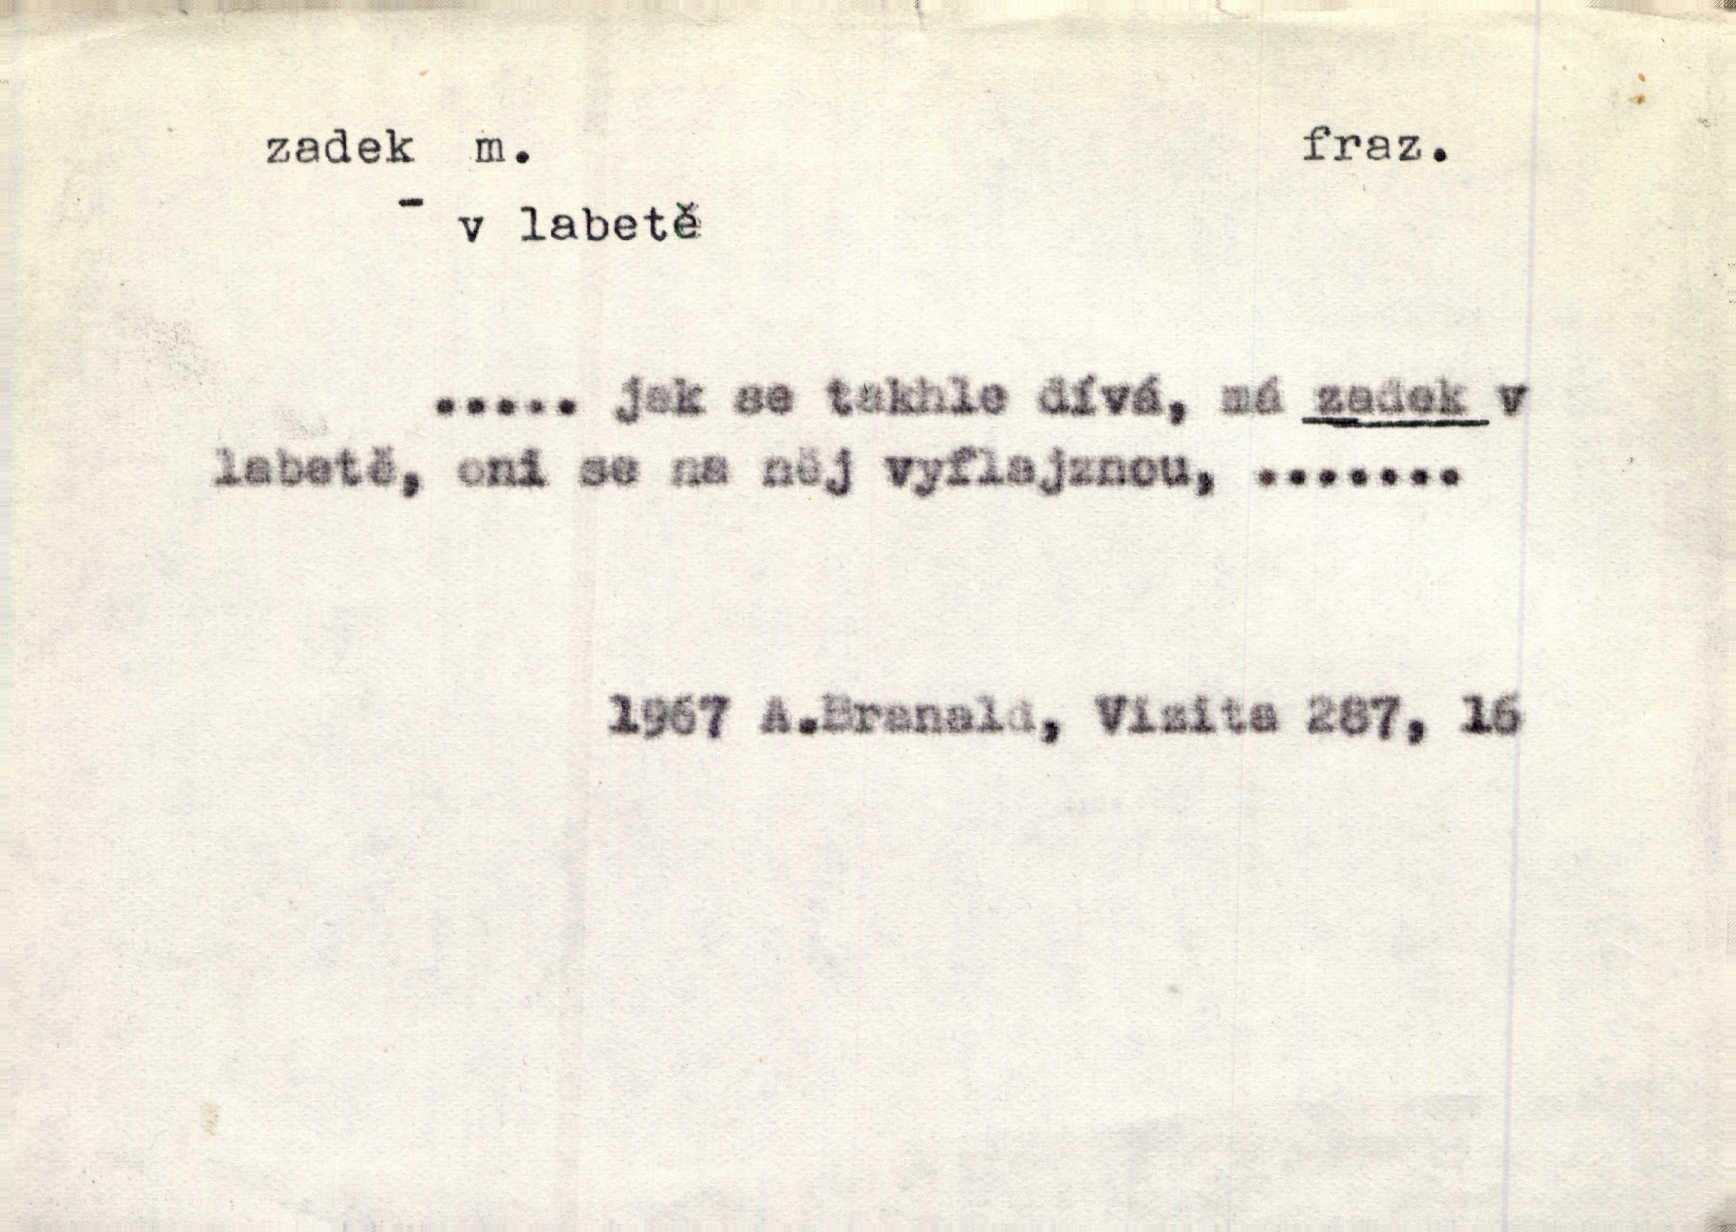 zadek m. fraz.
- v labetě
..... jak se takhle dívá, má zadek v
labetě, oni se na něj vyflajznou, .......
1967 A.Branald, Vizita 287, 16